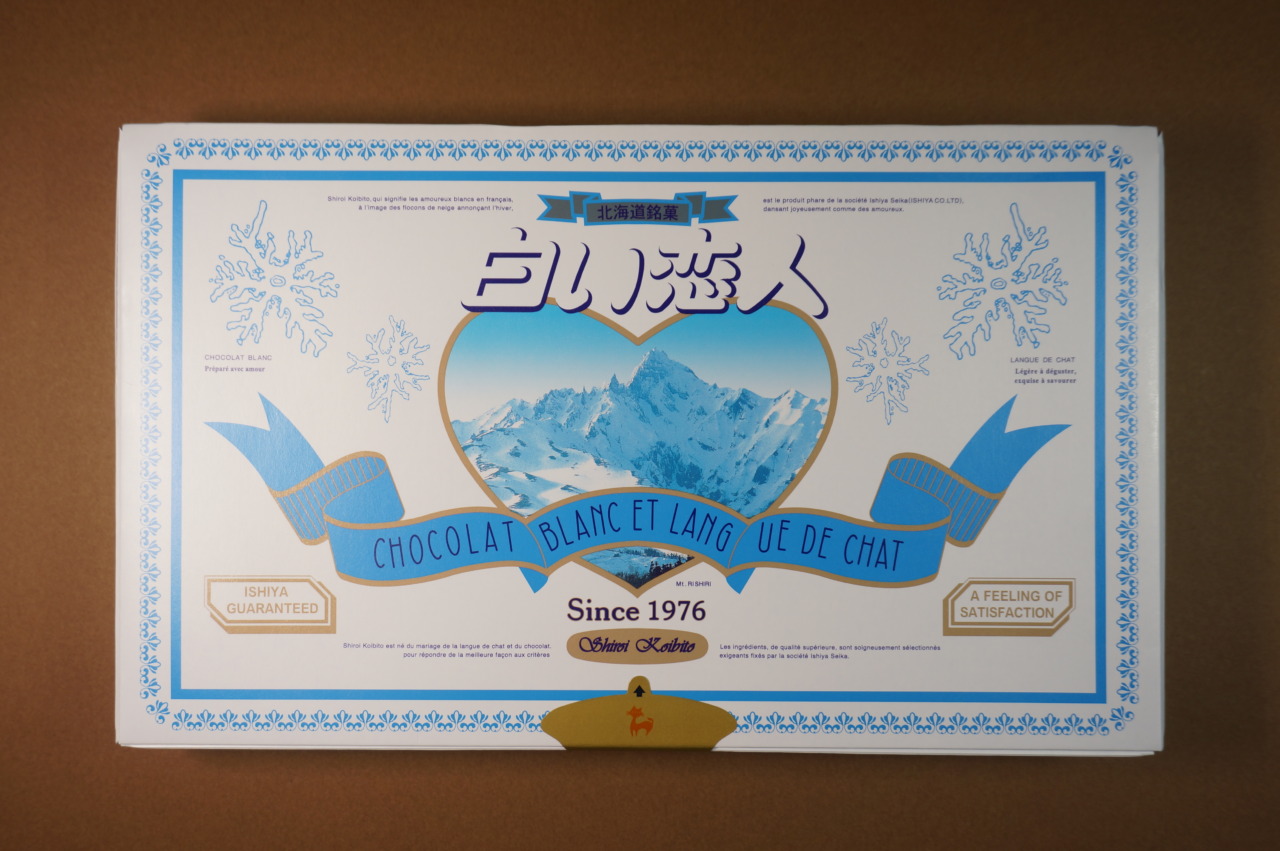 Shiroi Koibito, qui signifie les amoureux blancs en français,
à l'image des flocons de neige annonçant l'hiver,
北海道銘菓
est le produit phare de la société Ishiya Seika(ISHIYA CO.LTD),
dansant joyeusement comme des amoureux.
白い恋人
CHOCOLAT BLANC
Préparé avec amour
LANGUE DE CHAT
Légère à déguster,
exquise à savourer
CHOCOLAT BLANC ET LANGUE DE CHAT
Mt. RISHIRI
ISHIYA
GUARANTEED
A FEELING OF
SATISFACTION
Since 1976
Shiroi Koibito
Shiroi Koibito est né du mariage de la langue de chat et du chocolat,
pour répondre de la meilleure façon aux critères
Les ingrédients, de qualité supérieure, sont soigneusement sélectionnés
exigeants fixés par la société Ishiya Seika.